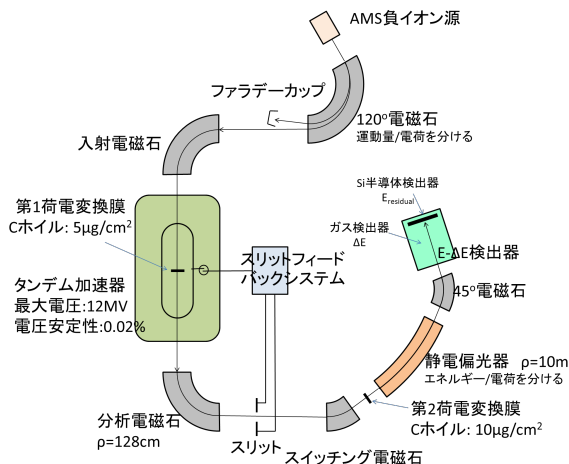 AMS負イオン源
ファラデーカップ
120°電磁石
運動量/電荷を分ける
入射電磁石
Si半導体検出器
Eresidual
ガス検出器
ΔE
E-ΔE検出器
第1荷電変換膜
Cホイル: 5μg/cm²
スリットフィード
バックシステム
タンデム加速器
最大電圧:12MV
電圧安定性:0.02%
45°電磁石
静電偏光器 ρ=10m
エネルギー/電荷を分ける
分析電磁石
ρ=128cm
スリット
第2荷電変換膜
Cホイル: 10μg/cm²
スイッチング電磁石